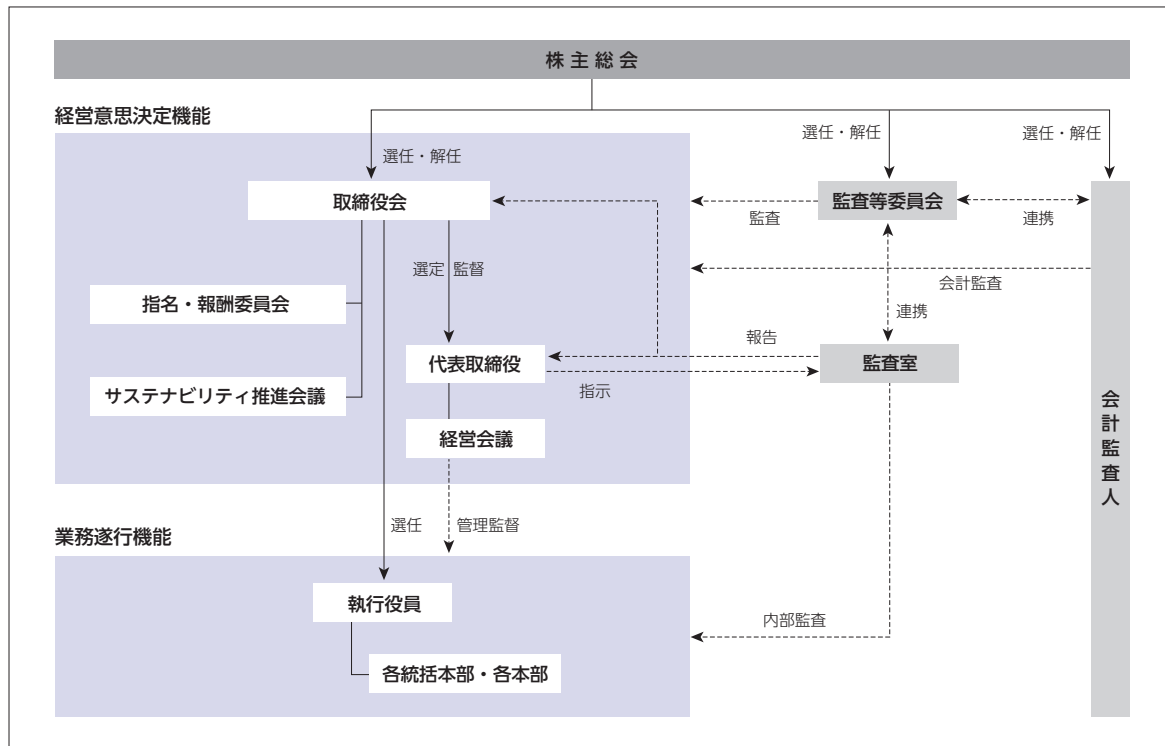 株主総会
経営意思決定機能
選任・解任
選任・解任
選任・解任
取締役会
監査等委員会
監査
連携
選定
監督
会計監査
指名・報酬委員会
連携
報告
代表取締役
監査室
サステナビリティ推進会議
指示
経営会議
会計監査人
選任
管理監督
業務遂行機能
執行役員
内部監査
各統括本部・各本部